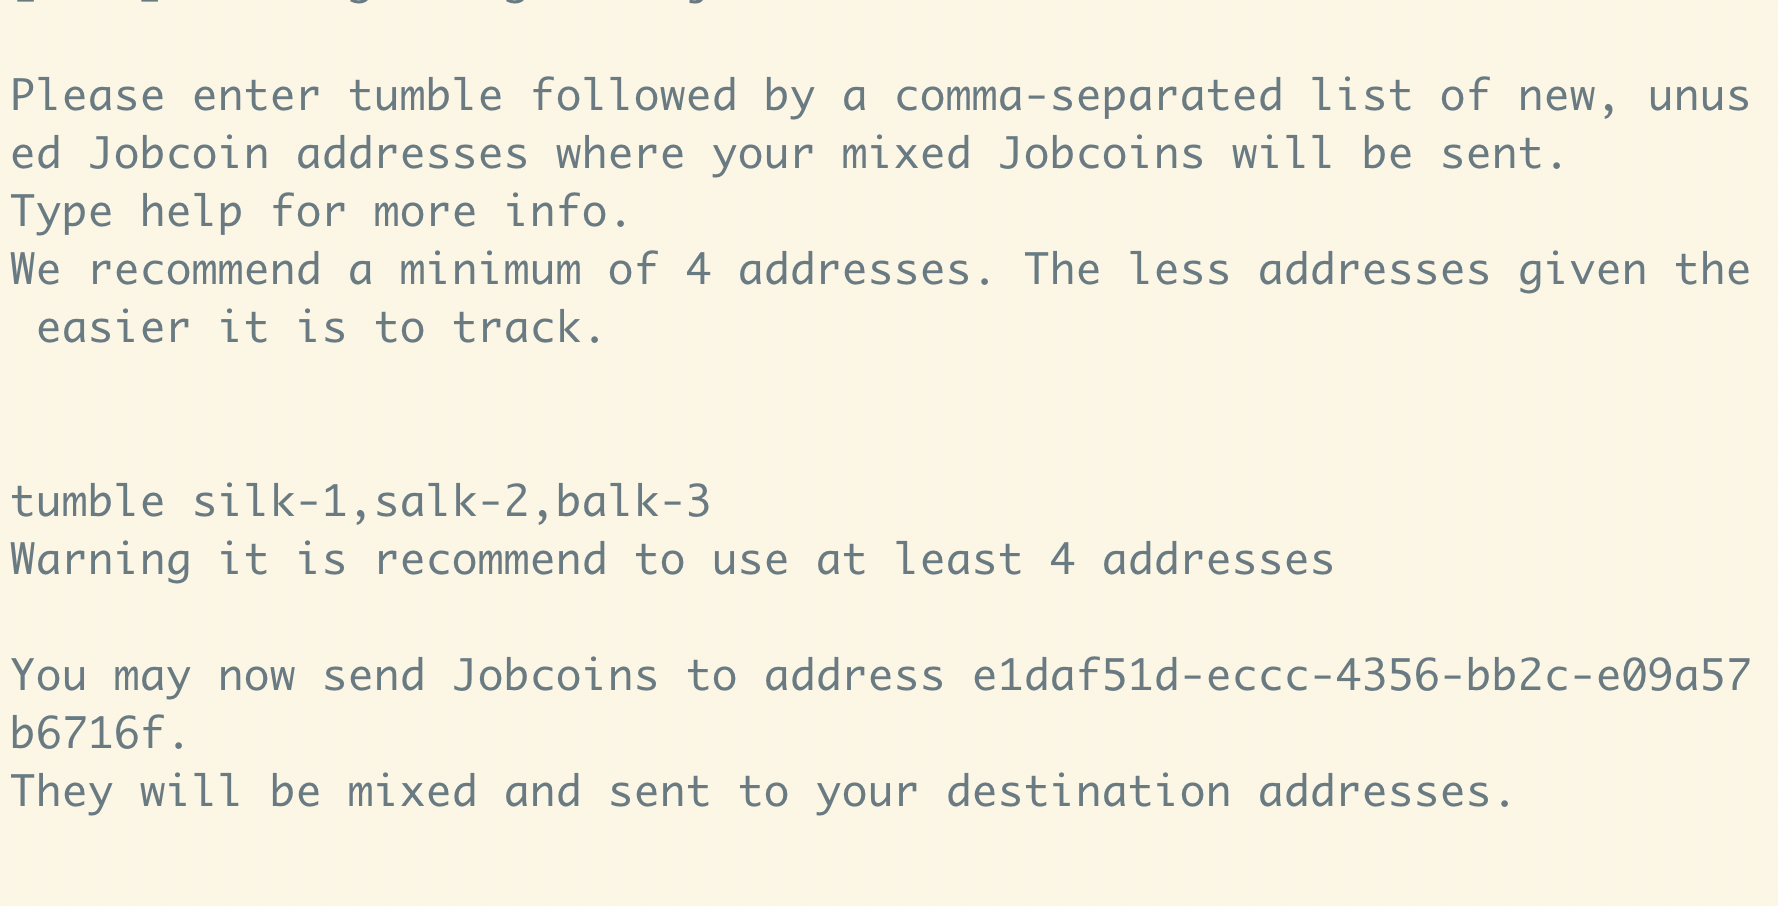 Please enter tumble followed by a comma-separated list of new, unus
ed Jobcoin addresses where your mixed Jobcoins will be sent.
Type help for more info.
We recommend a minimum of 4 addresses. The less addresses given the
 easier it is to track.
tumble silk-1,salk-2,balk-3
Warning it is recommend to use at least 4 addresses
You may now send Jobcoins to address e1daf51d-eccc-4356-bb2c-e09a57
b6716f.
They will be mixed and sent to your destination addresses.